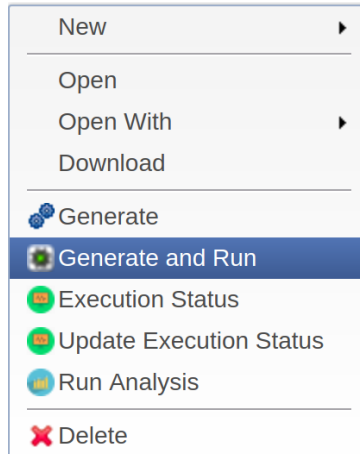 New
Open
Open With
Download
Generate
Generate and Run
Execution Status
Update Execution Status
Run Analysis
Delete